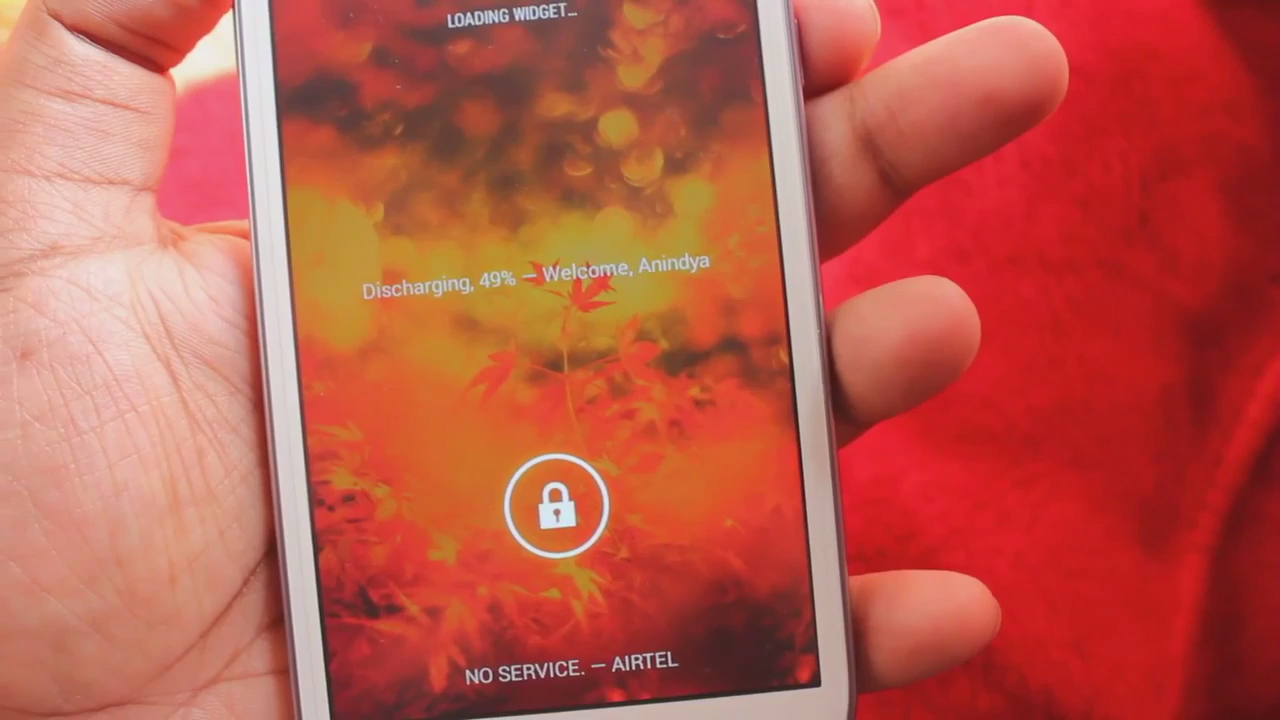 LOADING WIDGET...
Discharging, 49% — Welcome, Anindya
NO SERVICE. — AIRTEL